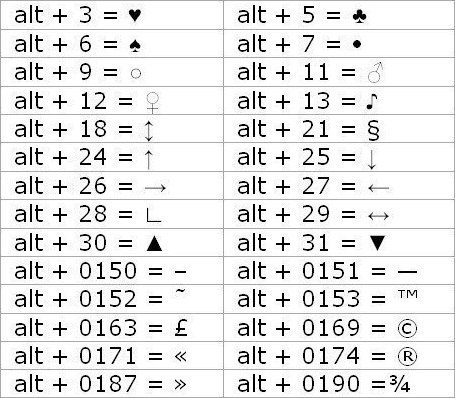 alt + 3 = ♥ alt + 5 = ♣
alt + 6 = ♠ alt + 7 = •
alt + 9 = ○ alt + 11 = ♂
alt + 12 = ♀ alt + 13 = ♪
alt + 18 = ↕ alt + 21 = §
alt + 24 = ↑ alt + 25 = ↓
alt + 26 = → alt + 27 = ←
alt + 28 = ∟ alt + 29 = ↔
alt + 30 = ▲ alt + 31 = ▼
alt + 0150 = – alt + 0151 = —
alt + 0152 = ˜ alt + 0153 = ™
alt + 0163 = £ alt + 0169 = ©
alt + 0171 = « alt + 0174 = ®
alt + 0187 = » alt + 0190 =¾